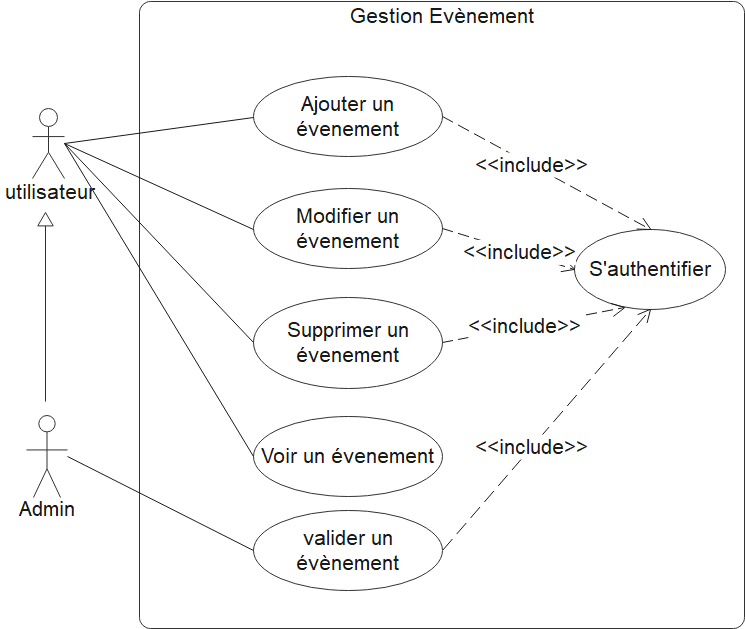 Gestion Evènement
Ajouter un
évenement
<<include>>
utilisateur
Modifier un
évenement
<<include>>
S'authentifier
Supprimer un
évenement
<<include>>
Voir un évenement
<<include>>
Admin
valider un
évènement